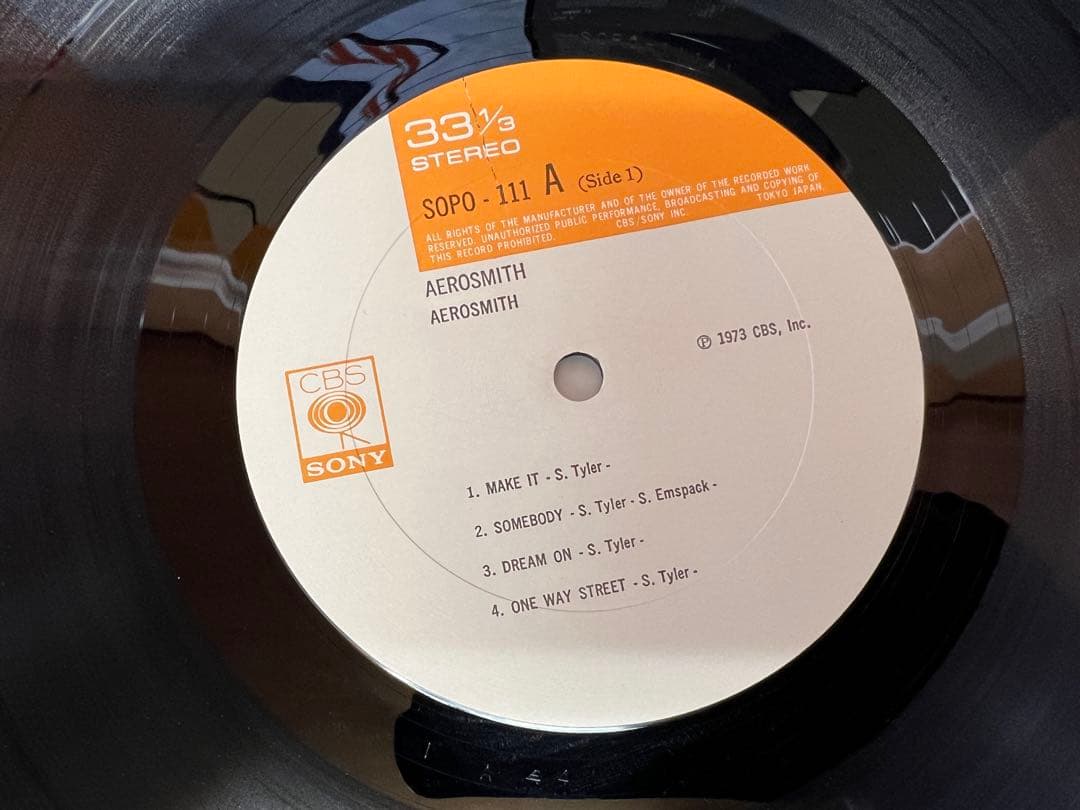 33 1/3
STEREO
SOPO - 111 A (Side 1)
ALL RIGHTS OF THE MANUFACTURER AND OF THE OWNER OF THE RECORDED WORK
RESERVED. UNAUTHORIZED PUBLIC PERFORMANCE, BROADCASTING AND COPYING OF
THIS RECORD PROHIBITED. CBS/SONY INC. TOKYO JAPAN.
AEROSMITH
AEROSMITH
℗ 1973 CBS, Inc.
CBS
SONY
1. MAKE IT - S. Tyler -
2. SOMEBODY - S. Tyler - S. Emspack -
3. DREAM ON - S. Tyler -
4. ONE WAY STREET - S. Tyler -